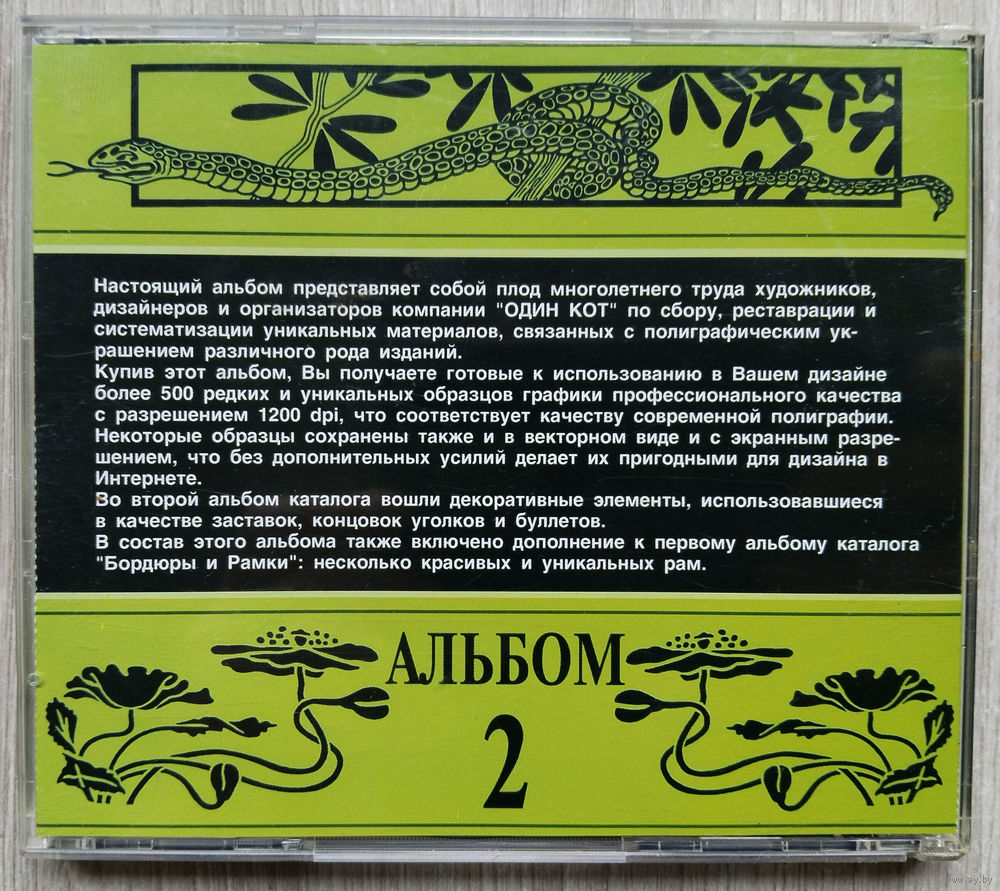 Настоящий альбом представляет собой плод многолетнего труда художников,
дизайнеров и организаторов компании "ОДИН КОТ" по сбору, реставрации и
систематизации уникальных материалов, связанных с полиграфическим ук-
рашением различного рода изданий.
Купив этот альбом, Вы получаете готовые к использованию в Вашем дизайне
более 500 редких и уникальных образцов графики профессионального качества
с разрешением 1200 dpi, что соответствует качеству современной полиграфии.
Некоторые образцы сохранены также и в векторном виде и с экранным разре-
шением, что без дополнительных усилий делает их пригодными для дизайна в
Интернете.
Во второй альбом каталога вошли декоративные элементы, использовавшиеся
в качестве заставок, концовок уголков и буллетов.
В состав этого альбома также включено дополнение к первому альбому каталога
"Бордюры и Рамки": несколько красивых и уникальных рам.
АЛЬБОМ
2
www.ay.by